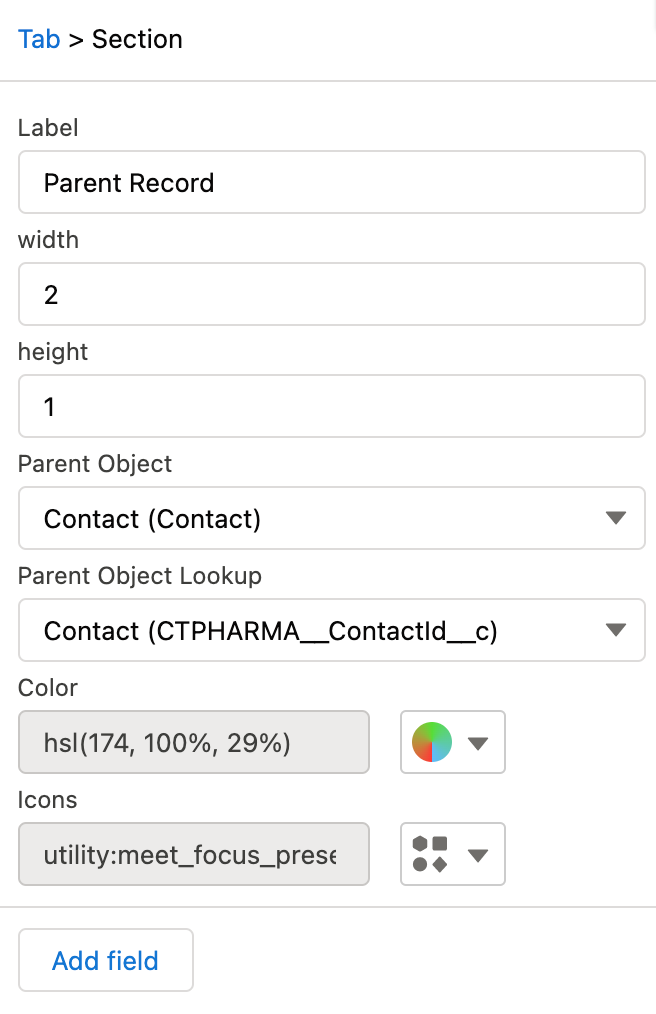 Tab > Section
Label
Parent Record
width
2
height
1
Parent Object
Contact (Contact)
Parent Object Lookup
Contact (CTPHARMA__ContactId__c)
Color
hsl(174, 100%, 29%)
Icons
utility:meet_focus_prese
Add field